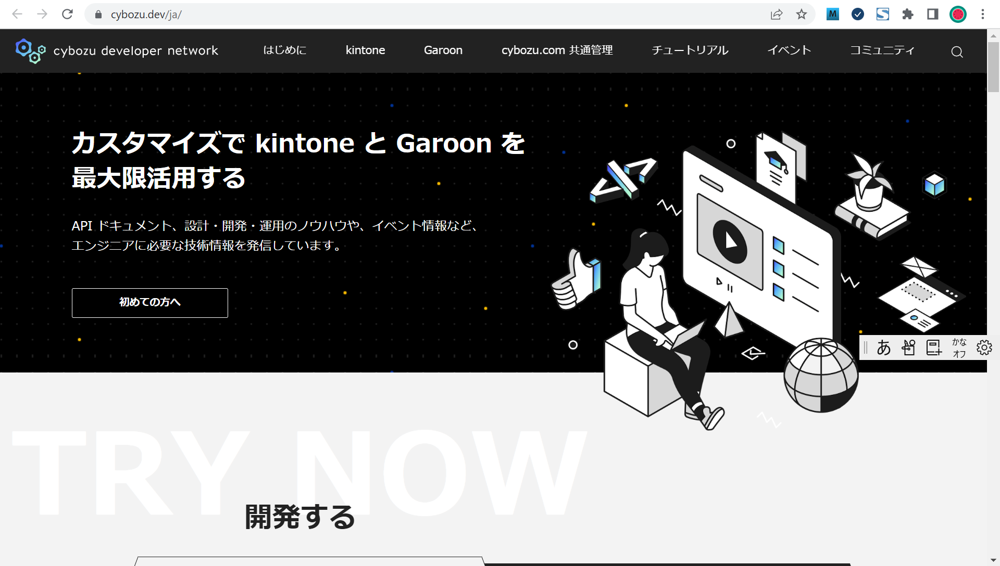 cybozu.dev/ja/
M
S
cybozu developer network
はじめに
kintone
Garoon
cybozu.com 共通管理
チュートリアル
イベント
コミュニティ
カスタマイズで kintone と Garoon を
最大限活用する
API ドキュメント、設計・開発・運用のノウハウや、イベント情報など、
エンジニアに必要な技術情報を発信しています。
初めての方へ
あ
かな
オフ
TRY NOW
開発する